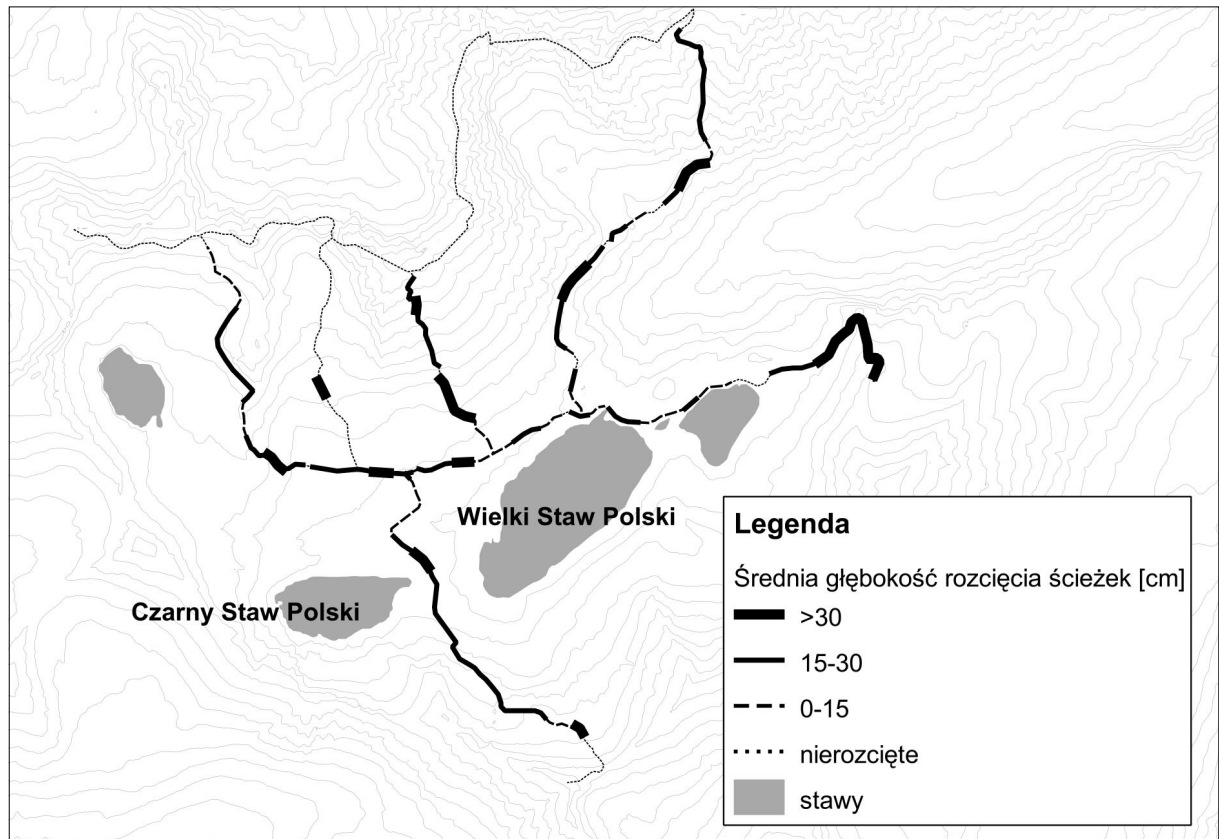 Wielki Staw Polski
Czarny Staw Polski
Legenda
Średnia głębokość rozcięcia ścieżek [cm]
>30
15-30
0-15
nierozcięte
stawy